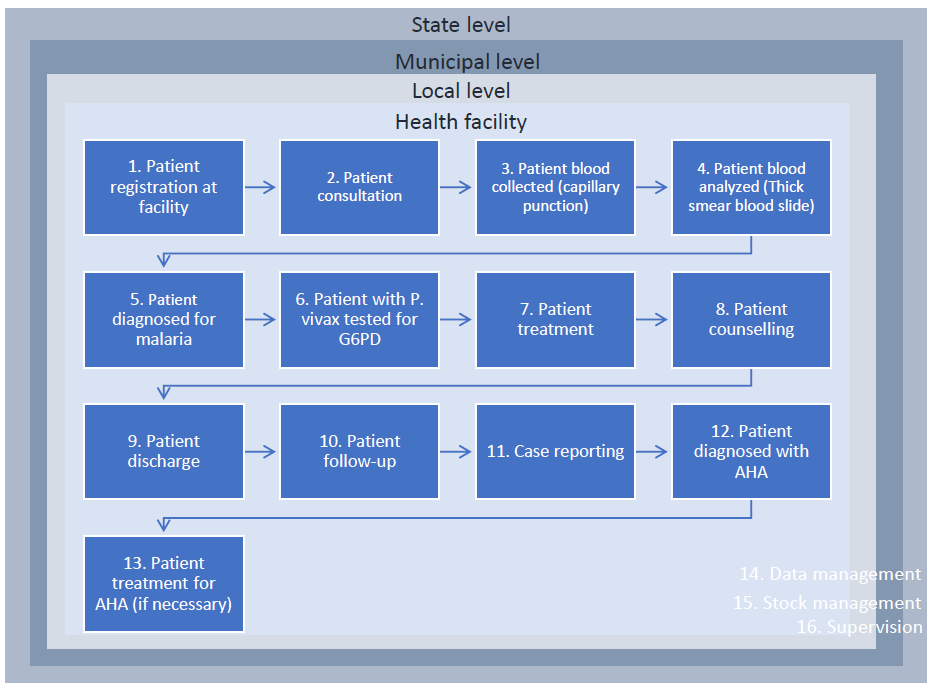 State level
Municipal level
Local level
Health facility
1. Patient
registration at
facility
2. Patient
consultation
3. Patient blood
collected (capillary
punction)
4. Patient blood
analyzed (Thick
smear blood slide)
5. Patient
diagnosed for
malaria
6. Patient with P.
vivax tested for
G6PD
7. Patient
treatment
8. Patient
counselling
9. Patient
discharge
10. Patient
follow-up
11. Case reporting
12. Patient
diagnosed with
AHA
13. Patient
treatment for
AHA (if necessary)
14. Data management
15. Stock management
16. Supervision